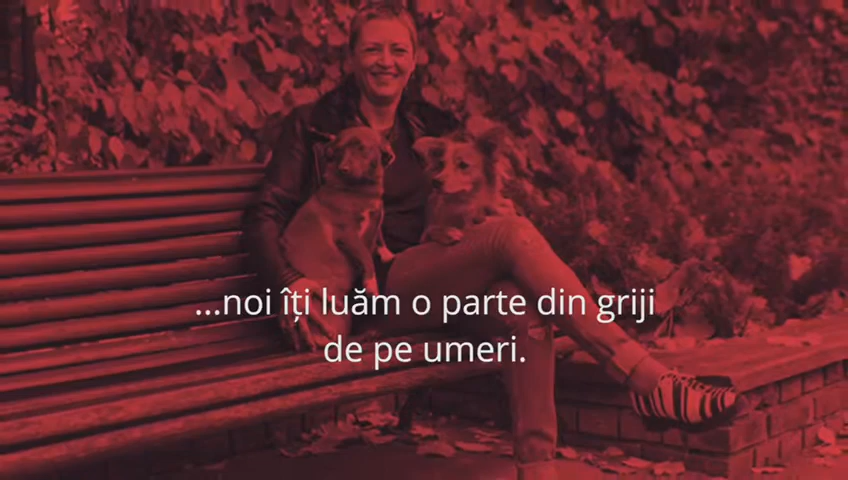 ...noi îți luăm o parte din griji
de pe umeri.